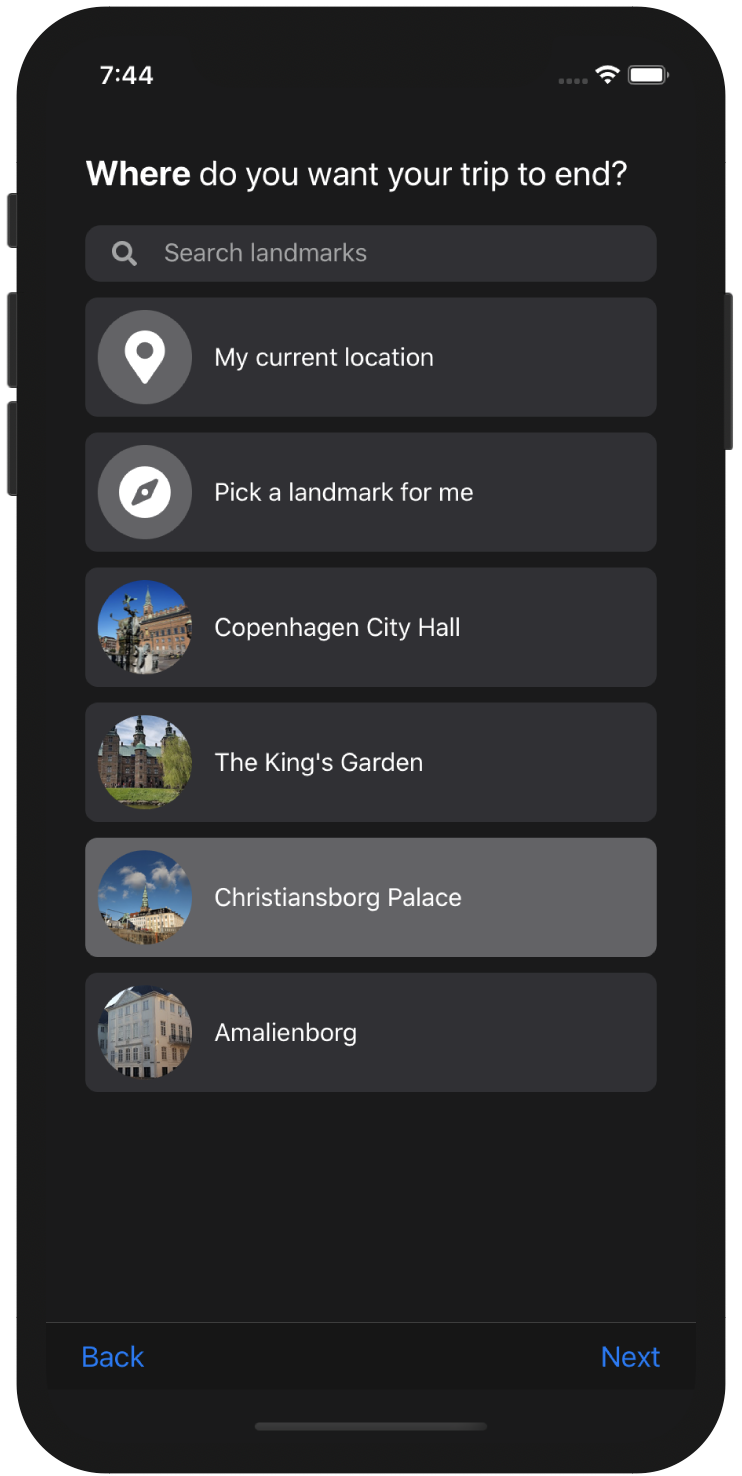 7:44
Where do you want your trip to end?
Search landmarks
My current location
Pick a landmark for me
Copenhagen City Hall
The King's Garden
Christiansborg Palace
Amalienborg
Back
Next